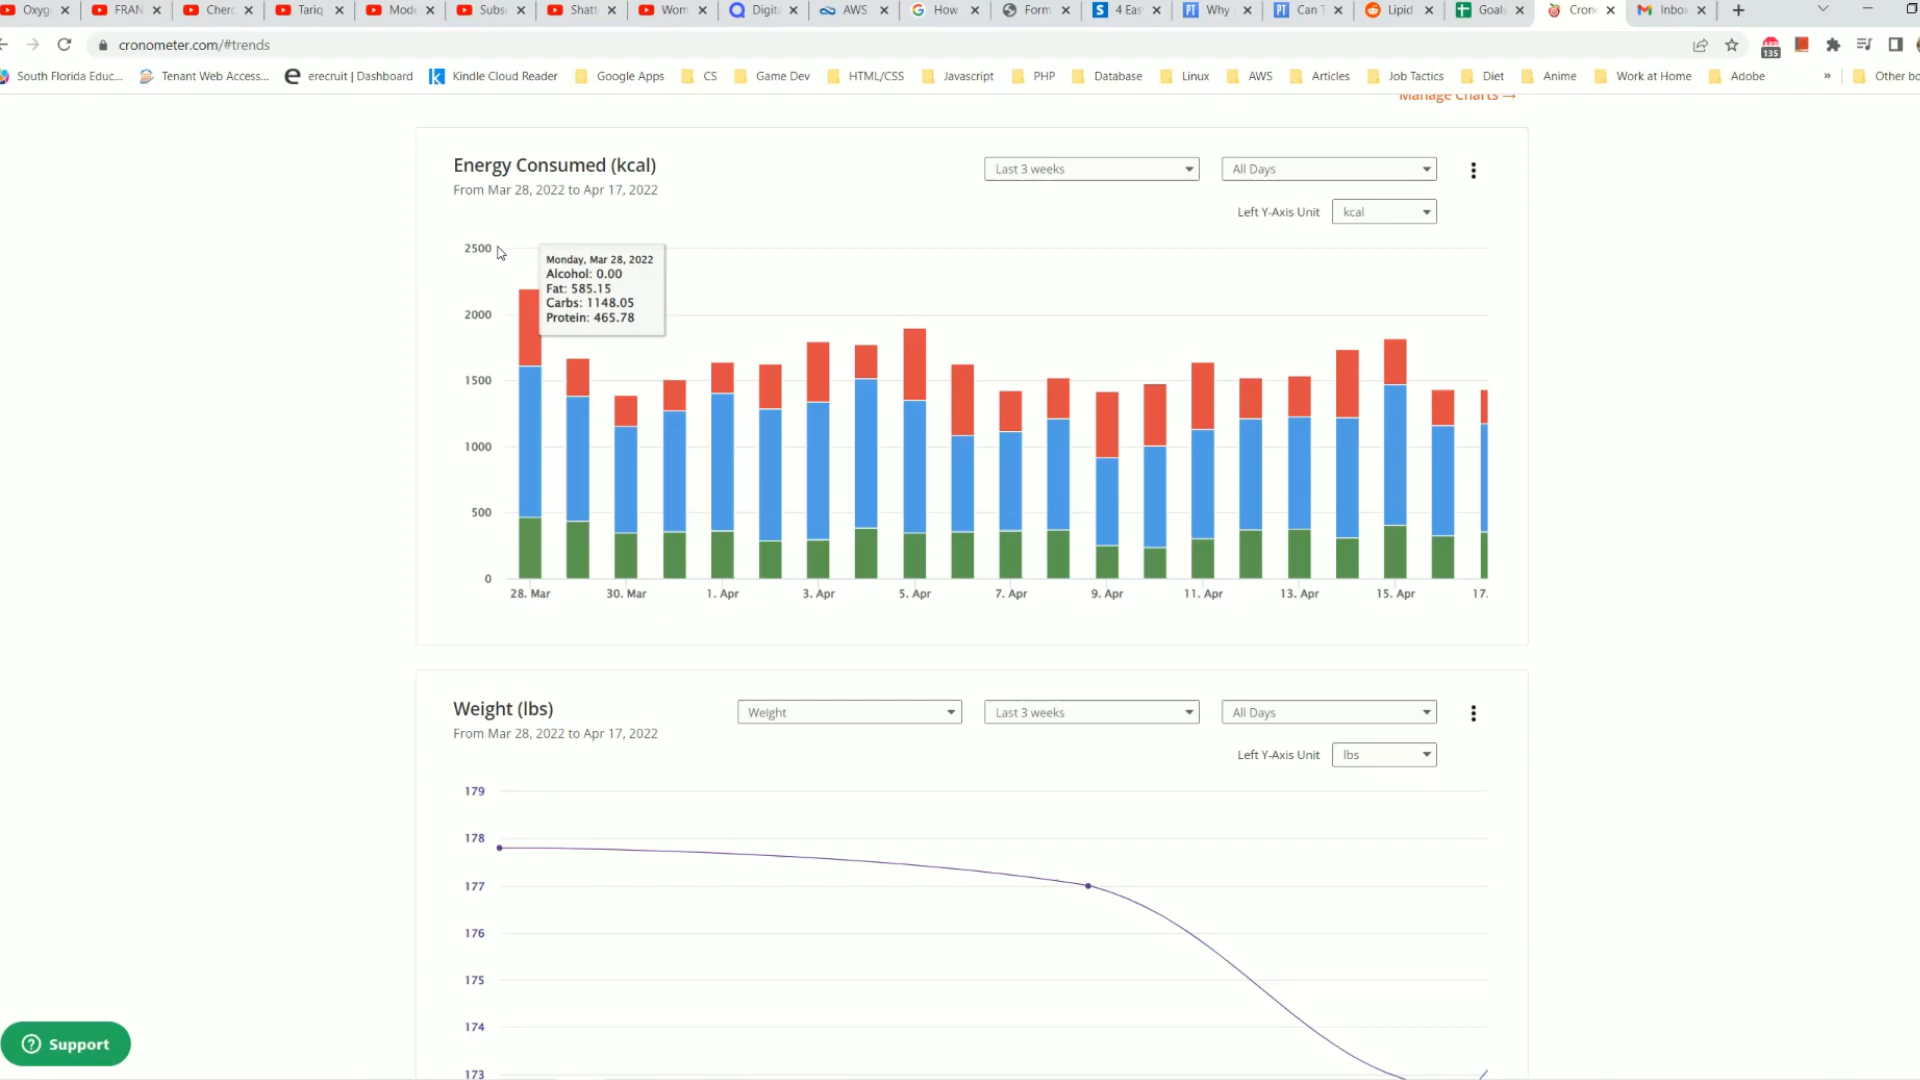 Oxyg FRAN Cherc Tariq Mod Subs Shatt Wom Digit AWS How Form 4 Eas Why Can T Lipid Goal Cron Inbox
cronometer.com/#trends
135
South Florida Educ... Tenant Web Access... erecruit | Dashboard Kindle Cloud Reader Google Apps CS Game Dev HTML/CSS Javascript PHP Database Linux AWS Articles Job Tactics Diet Anime Work at Home Adobe » Other bo
Manage Charts →
Energy Consumed (kcal)
From Mar 28, 2022 to Apr 17, 2022
Last 3 weeks
All Days
Left Y-Axis Unit kcal
2500
2000
1500
1000
500
0
Monday, Mar 28, 2022
Alcohol: 0.00
Fat: 585.15
Carbs: 1148.05
Protein: 465.78
28. Mar 30. Mar 1. Apr 3. Apr 5. Apr 7. Apr 9. Apr 11. Apr 13. Apr 15. Apr 17.
Weight (lbs)
From Mar 28, 2022 to Apr 17, 2022
Weight
Last 3 weeks
All Days
Left Y-Axis Unit lbs
179
178
177
176
175
174
173
Support